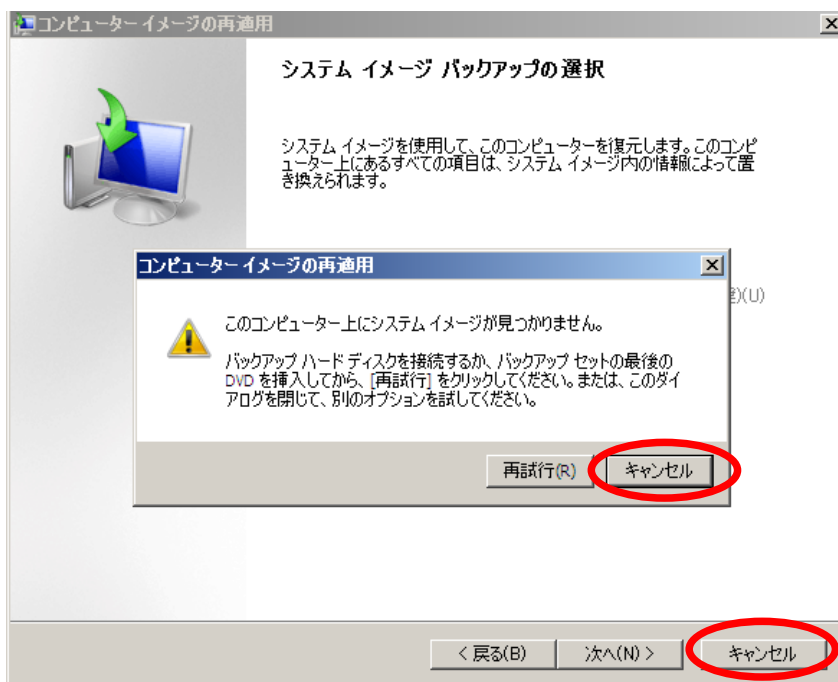 コンピューター イメージの再適用
システム イメージ バックアップの選択
システム イメージを使用して、このコンピューターを復元します。このコンピ
ューター上にあるすべての項目は、システム イメージ内の情報によって置
き換えられます。
コンピューター イメージの再適用
(U)
このコンピューター上にシステム イメージが見つかりません。
バックアップ ハード ディスクを接続するか、バックアップ セットの最後の
DVD を挿入してから、[再試行] をクリックしてください。または、このダイ
アログを閉じて、別のオプションを試してください。
再試行(R) キャンセル
< 戻る(B) 次へ(N) > キャンセル